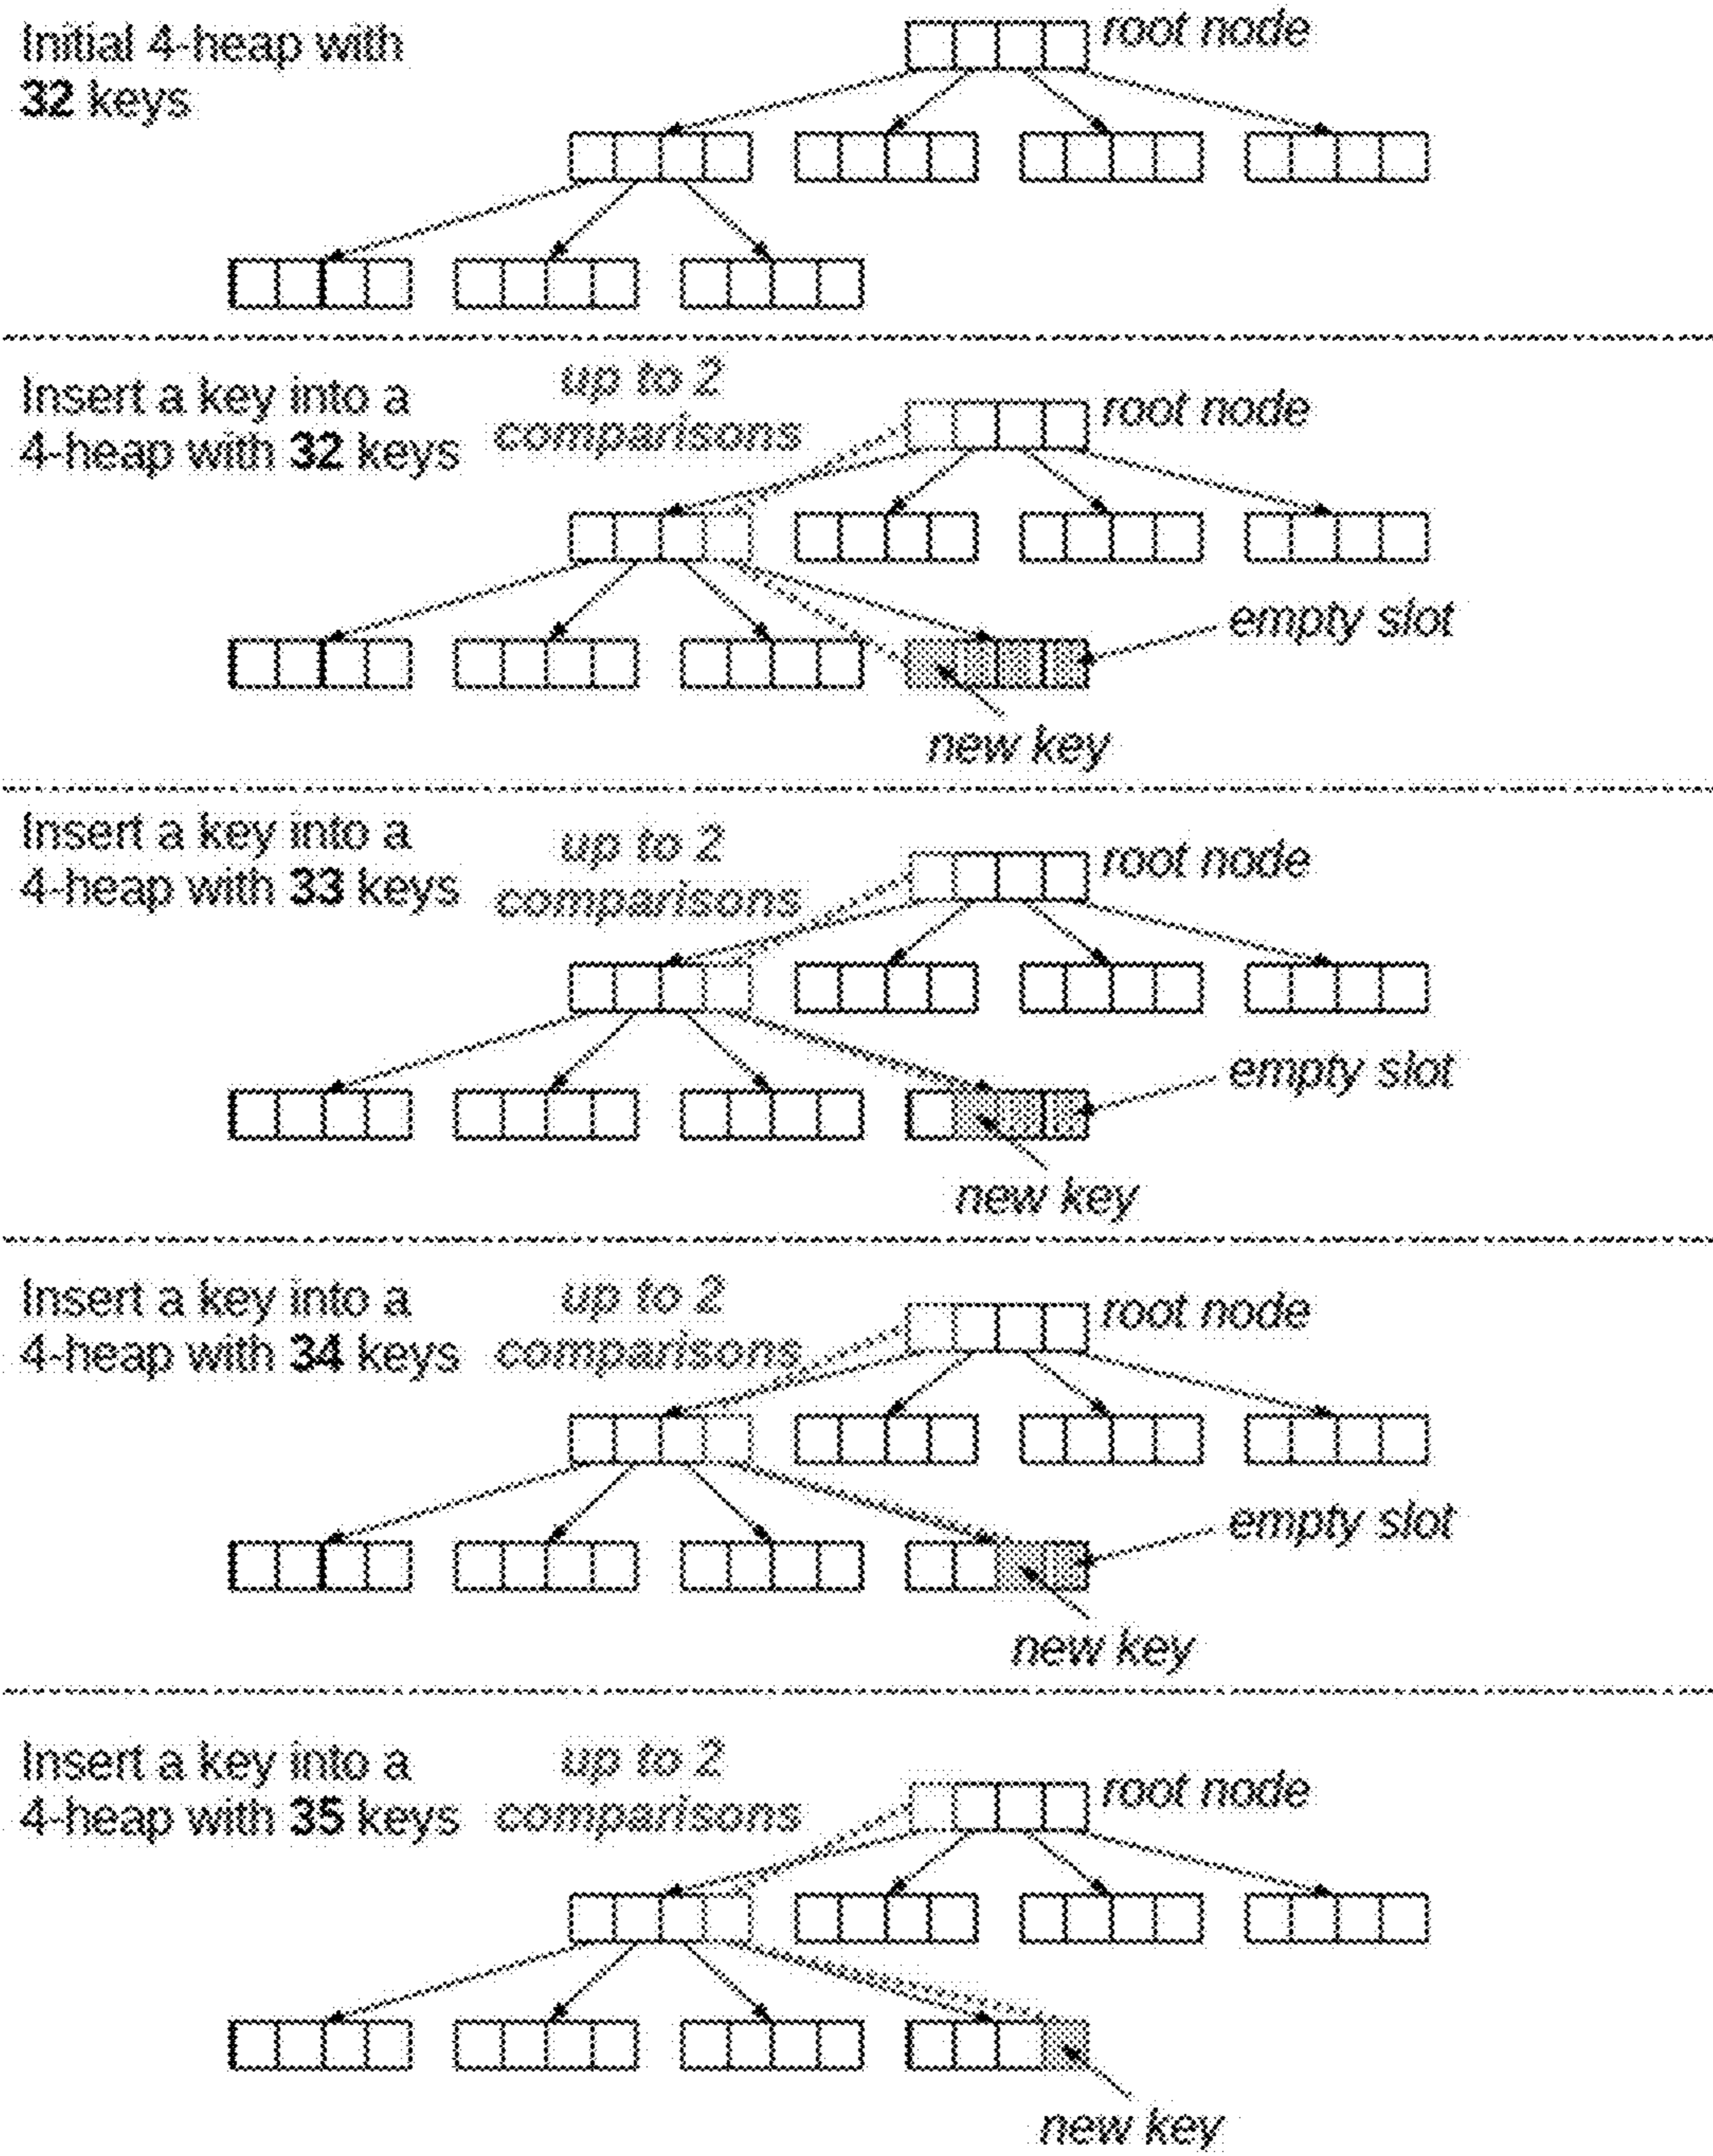 Initial 4-heap with
32 keys
root node
Insert a key into a
4-heap with 32 keys
up to 2
comparisons
root node
empty slot
new key
Insert a key into a
4-heap with 33 keys
up to 2
comparisons
root node
empty slot
new key
Insert a key into a
4-heap with 34 keys
up to 2
comparisons
root node
empty slot
new key
Insert a key into a
4-heap with 35 keys
up to 2
comparisons
root node
new key